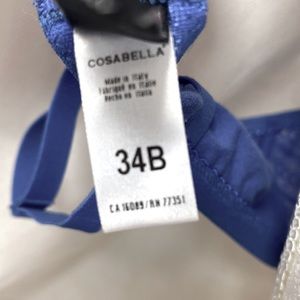 COSABELLA
Made in Italy
Fabriqué en Italie
Hecho en Italia
34B
CA 16089/RN 77351